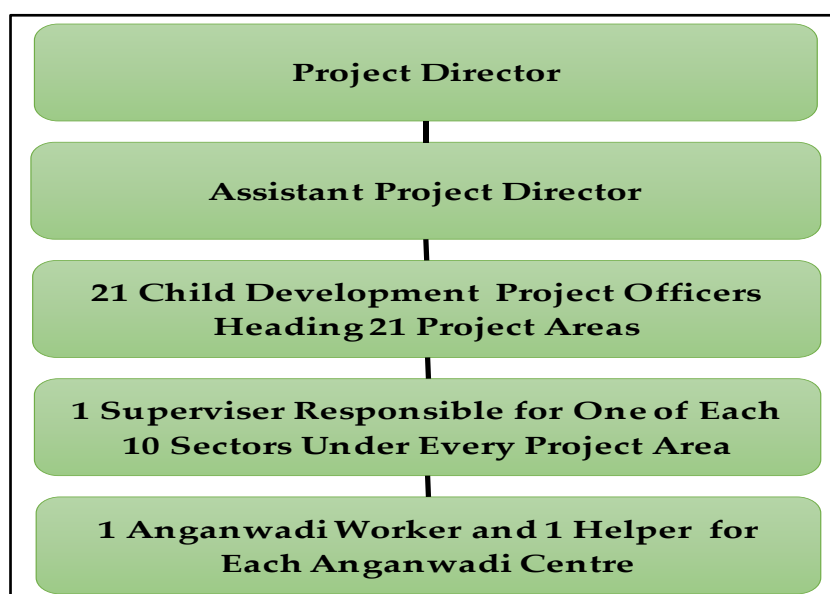 Project Director
Assistant Project Director
21 Child Development Project Officers
Heading 21 Project Areas
1 Superviser Responsible for One of Each
10 Sectors Under Every Project Area
1 Anganwadi Worker and 1 Helper for
Each Anganwadi Centre